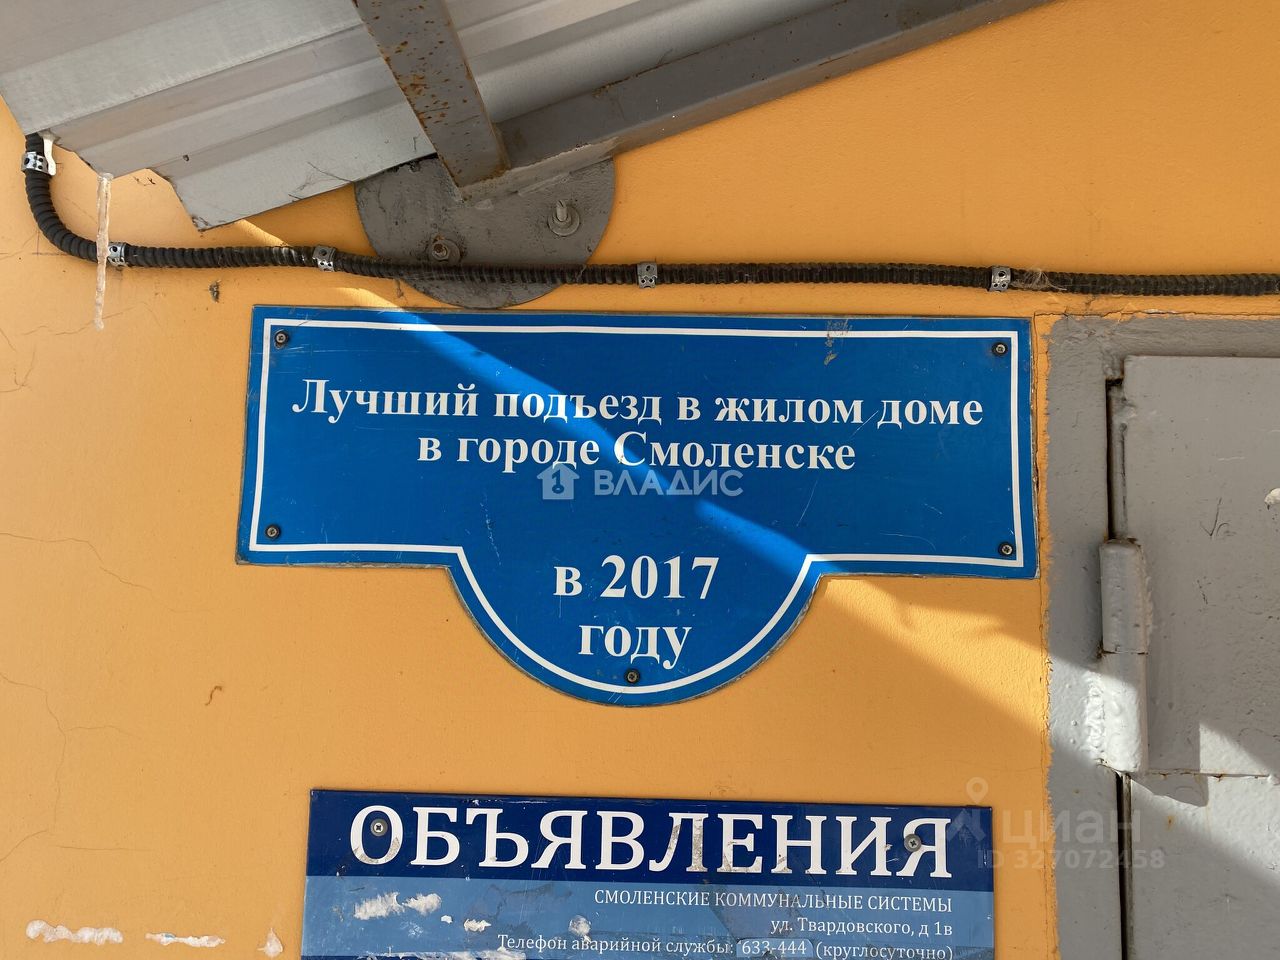 Лучший подъезд в жилом доме
в городе Смоленске
ВЛАДИС
в 2017
году
ОБЪЯВЛЕНИЯ
циан
ID 327072458
СМОЛЕНСКИЕ КОММУНАЛЬНЫЕ СИСТЕМЫ
ул. Твардовского, д 1в
Телефон аварийной службы: 633-444 (круглосуточно)